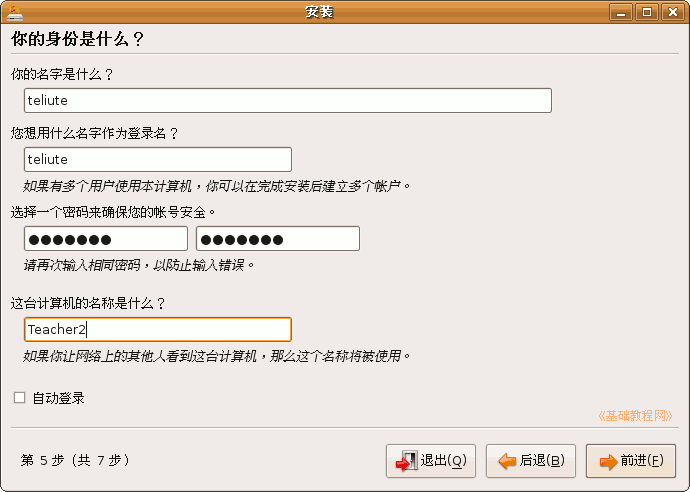 安装
你的身份是什么？
你的名字是什么？
teliute
您想用什么名字作为登录名？
teliute
如果有多个用户使用本计算机，你可以在完成安装后建立多个帐户。
选择一个密码来确保您的帐号安全。
●●●●●●● ●●●●●●●
请再次输入相同密码，以防止输入错误。
这台计算机的名称是什么？
Teacher2
如果你让网络上的其他人看到这台计算机，那么这个名称将被使用。
自动登录
《基础教程网》
第 5 步（共 7 步） 退出(Q) 后退(B) 前进(F)